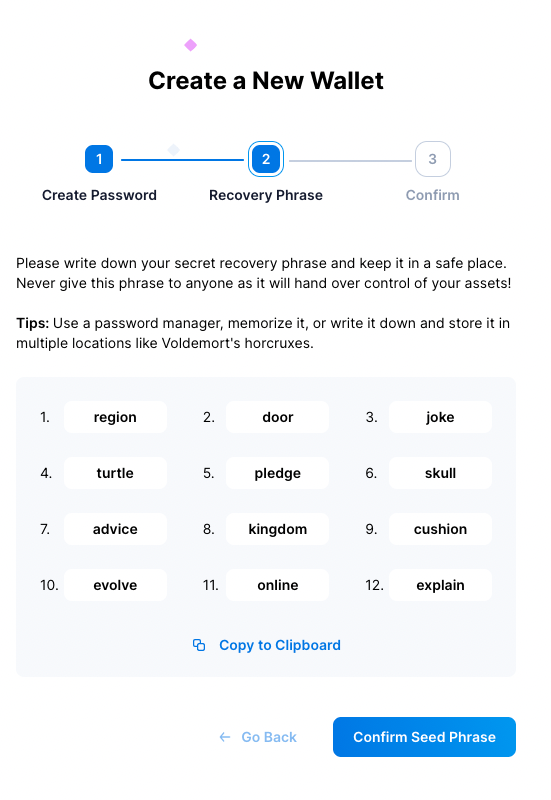 Create a New Wallet
1 2 3
Create Password Recovery Phrase Confirm
Please write down your secret recovery phrase and keep it in a safe place.
Never give this phrase to anyone as it will hand over control of your assets!
Tips: Use a password manager, memorize it, or write it down and store it in
multiple locations like Voldemort's horcruxes.
1. region 2. door 3. joke
4. turtle 5. pledge 6. skull
7. advice 8. kingdom 9. cushion
10. evolve 11. online 12. explain
Copy to Clipboard
Go Back Confirm Seed Phrase